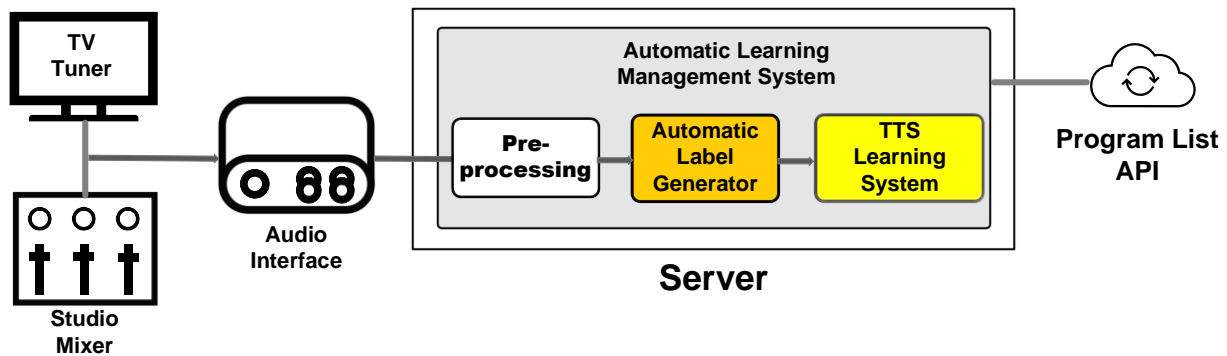 TV
Tuner
Studio
Mixer
Audio
Interface
Automatic Learning
Management System
Pre-
processing
Automatic
Label
Generator
TTS
Learning
System
Server
Program List
API